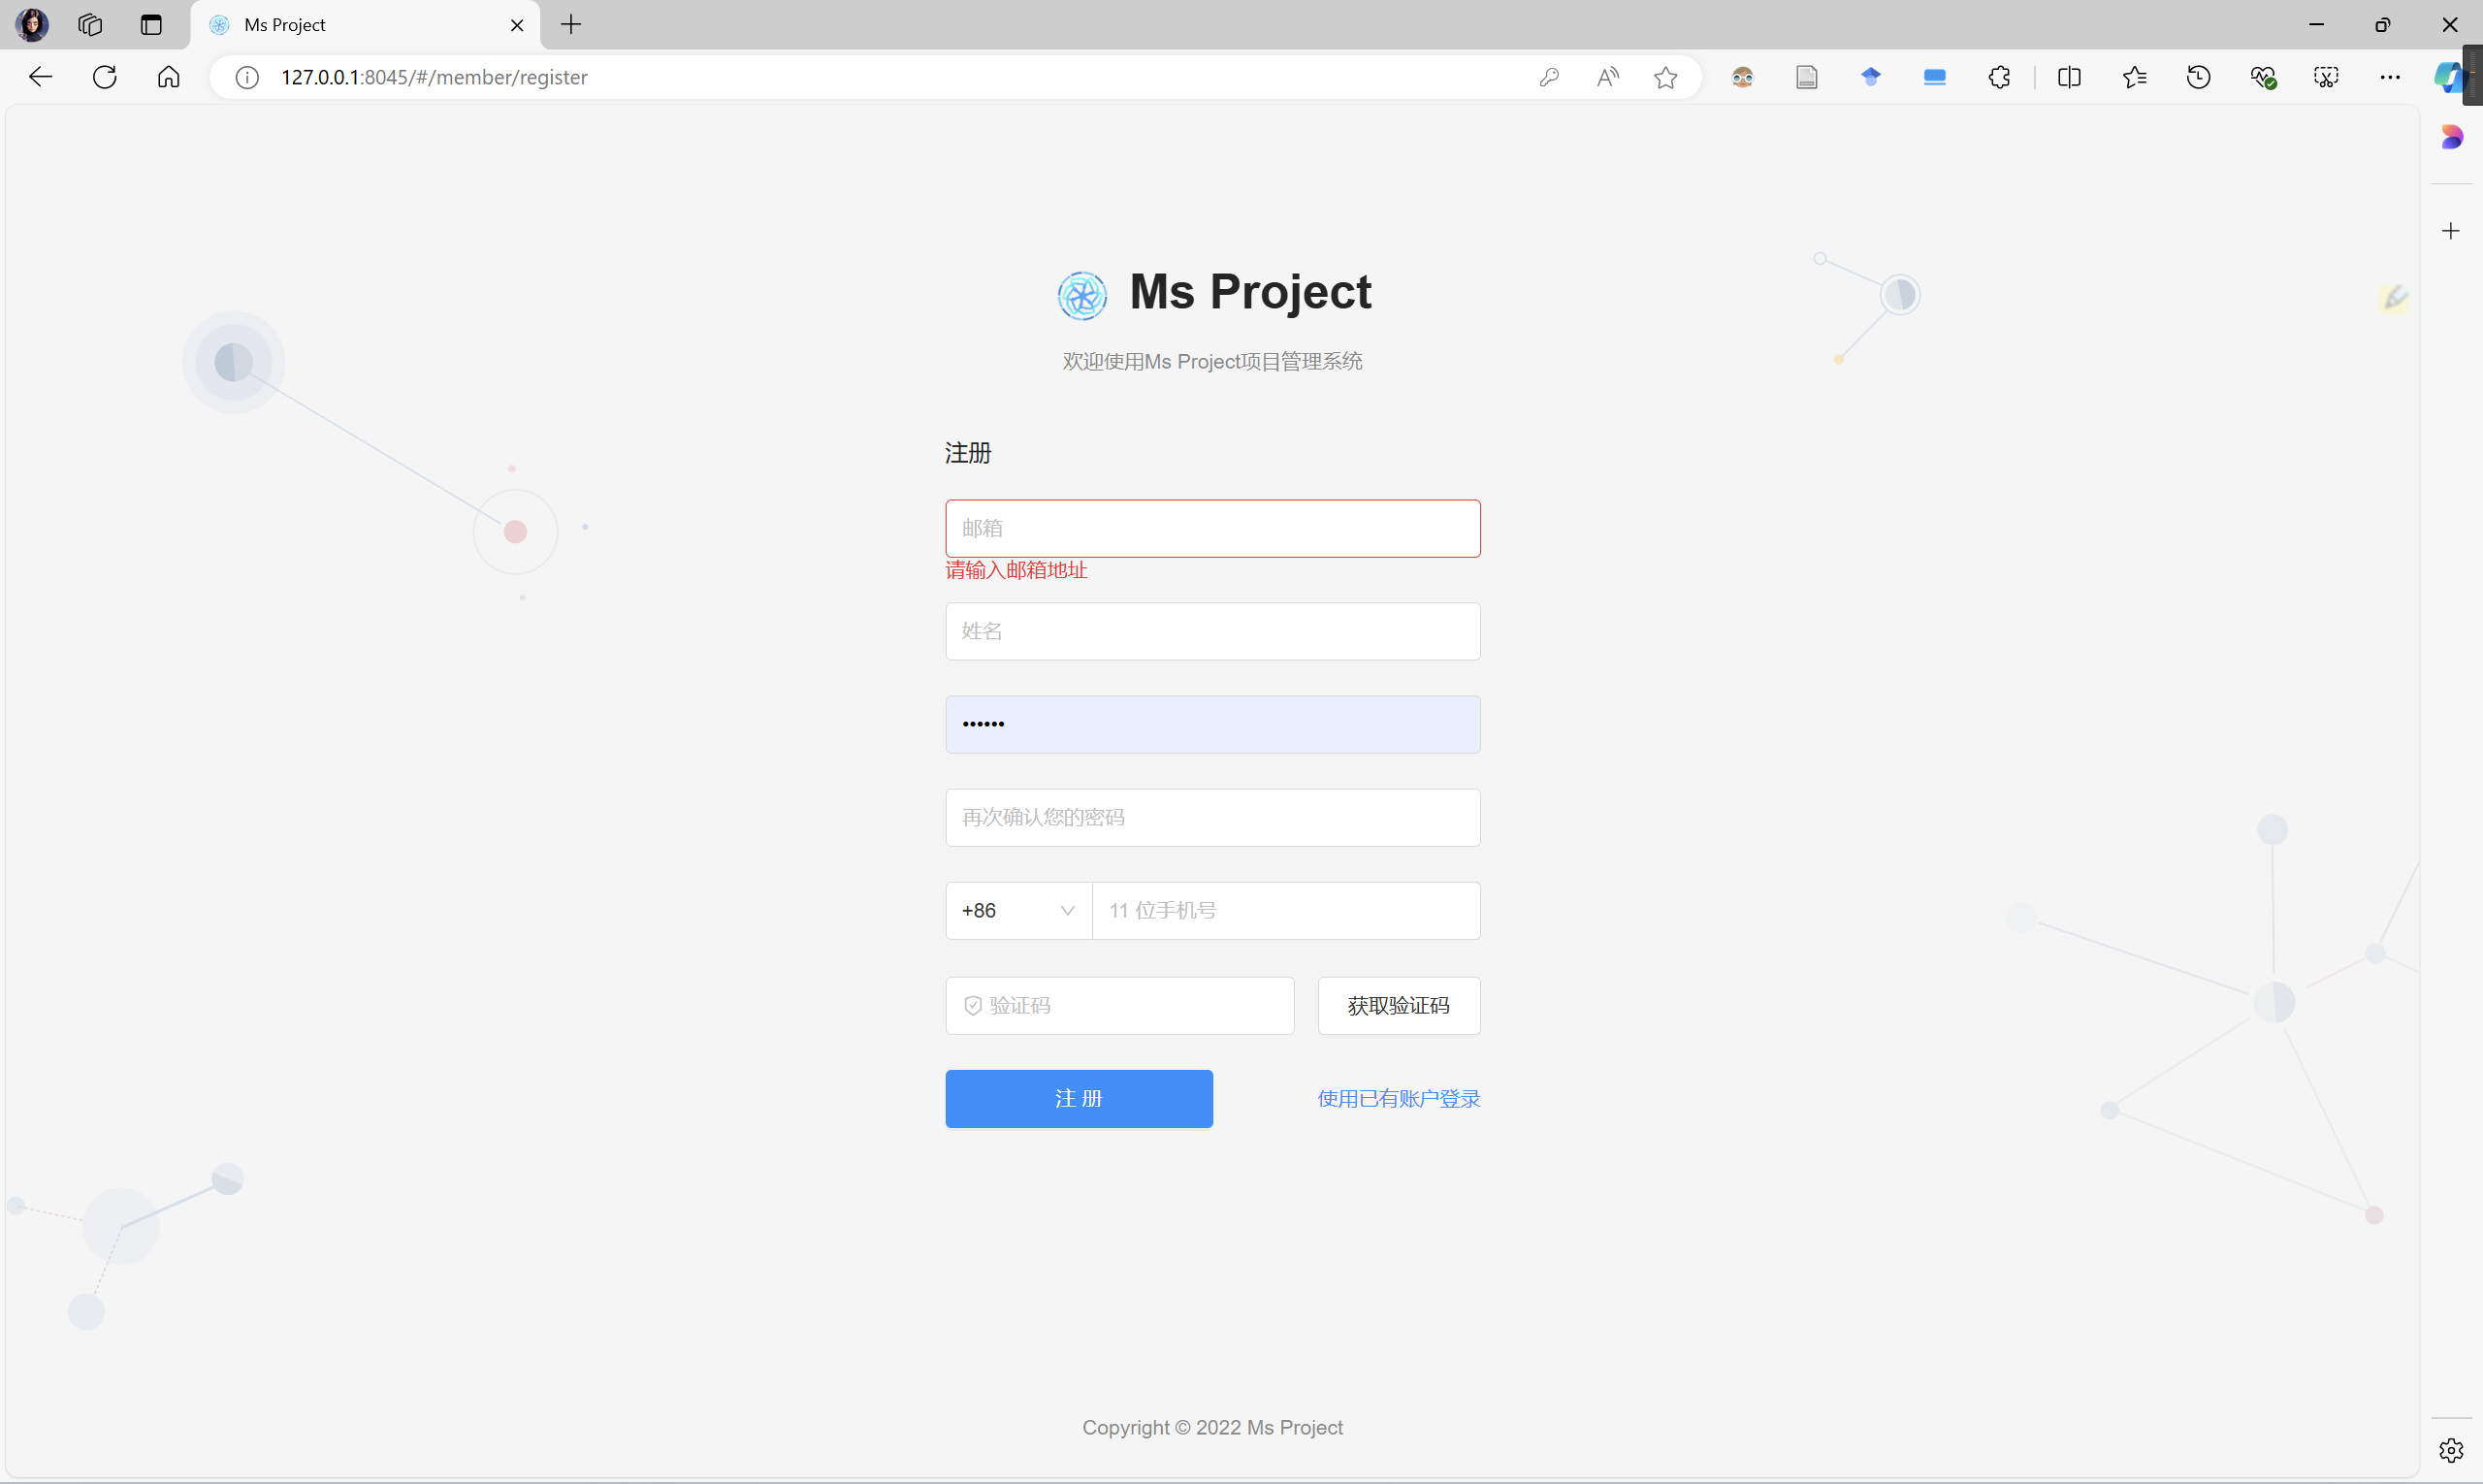 Ms Project
127.0.0.1:8045/#/member/register
Ms Project
欢迎使用Ms Project项目管理系统
注册
邮箱
请输入邮箱地址
姓名
••••••
再次确认您的密码
+86 11 位手机号
验证码 获取验证码
注 册 使用已有账户登录
Copyright © 2022 Ms Project